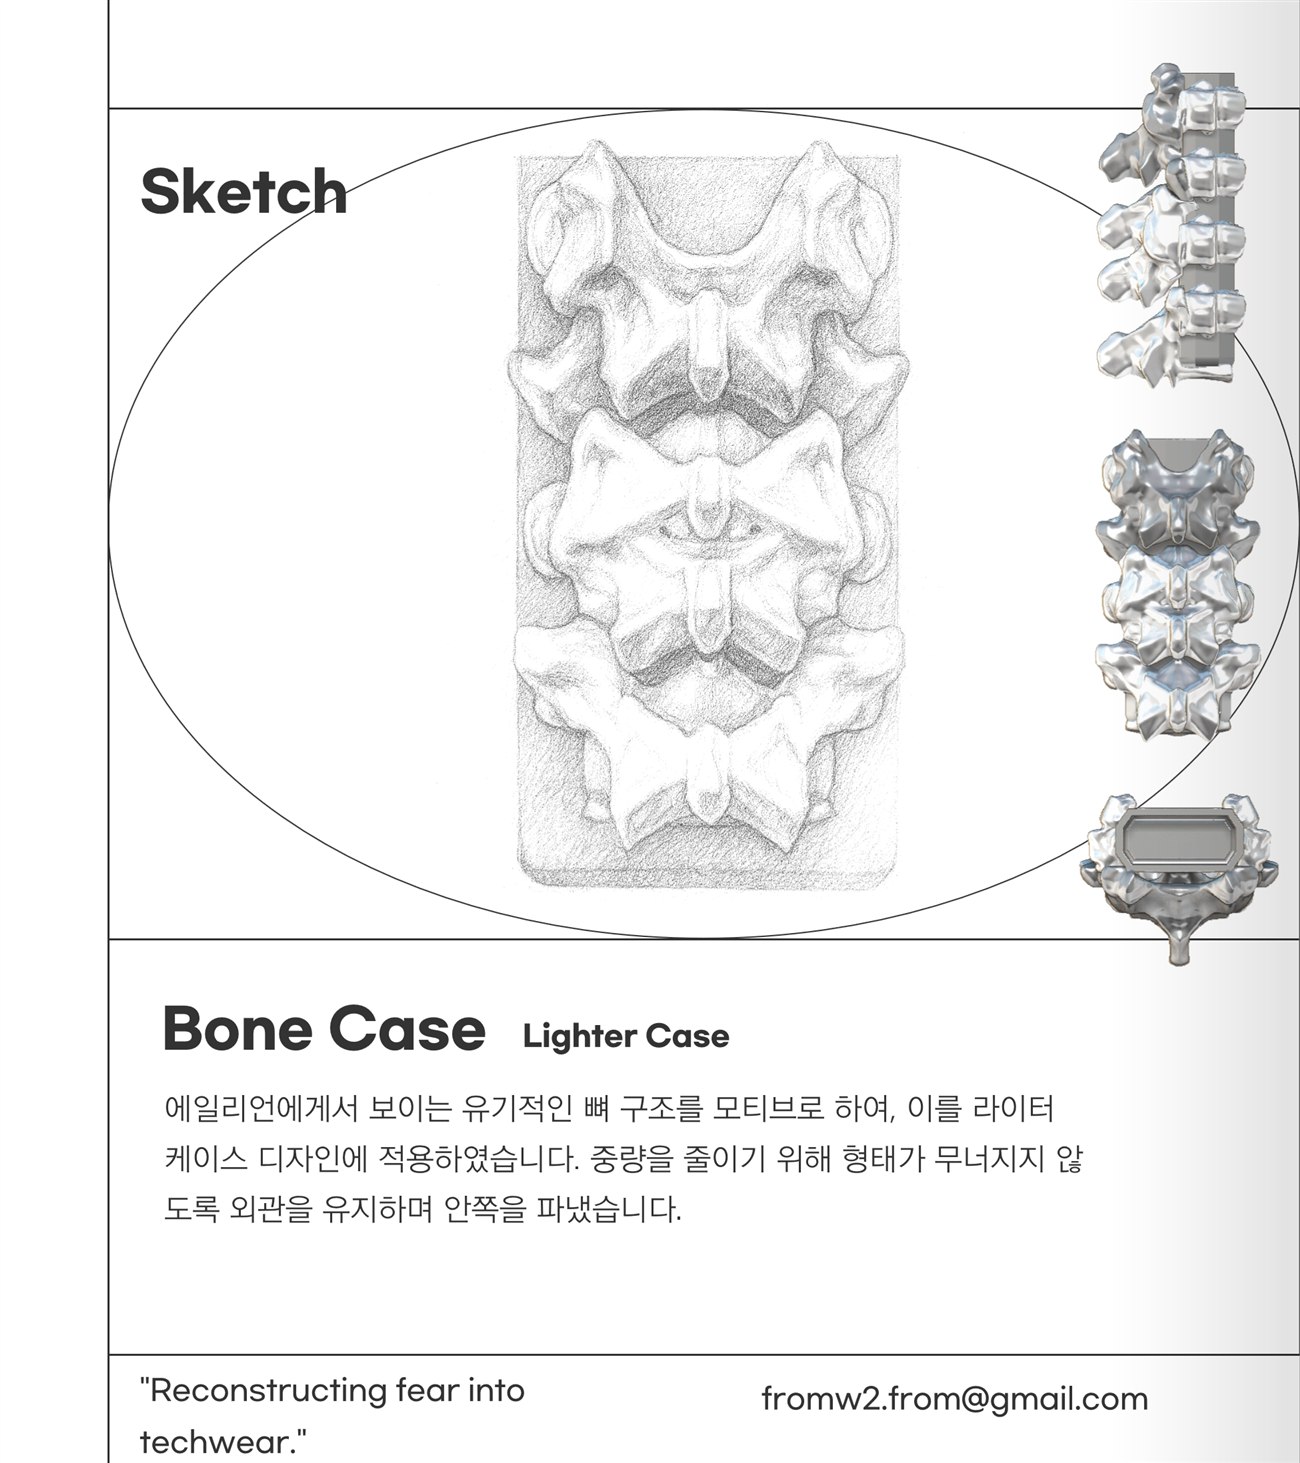 Sketch
Bone Case Lighter Case
에일리언에게서 보이는 유기적인 뼈 구조를 모티브로 하여, 이를 라이터
케이스 디자인에 적용하였습니다. 중량을 줄이기 위해 형태가 무너지지 않
도록 외관을 유지하며 안쪽을 파냈습니다.
"Reconstructing fear into
techwear."
fromw2.from@gmail.com